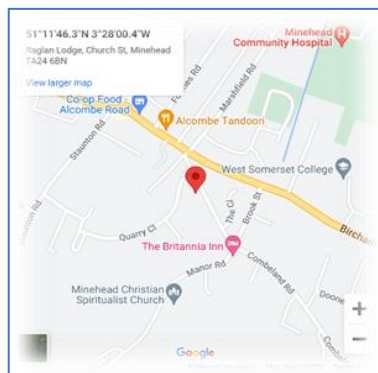 51°11'46.3"N 3°28'00.4"W
Raglan Lodge, Church St, Minehead
TA24 6BN
View larger map
Minehead
Community Hospital
Co-op Food -
Alcombe Road
Alcombe Tandoori
Marshfield Rd
Staunton Rd
West Somerset College
The Cl
Brook St
Quarry Cl
Bircham
The Britannia Inn
Manor Rd
Combeland Rd
Minehead Christian
Spiritualist Church
+
−
Google